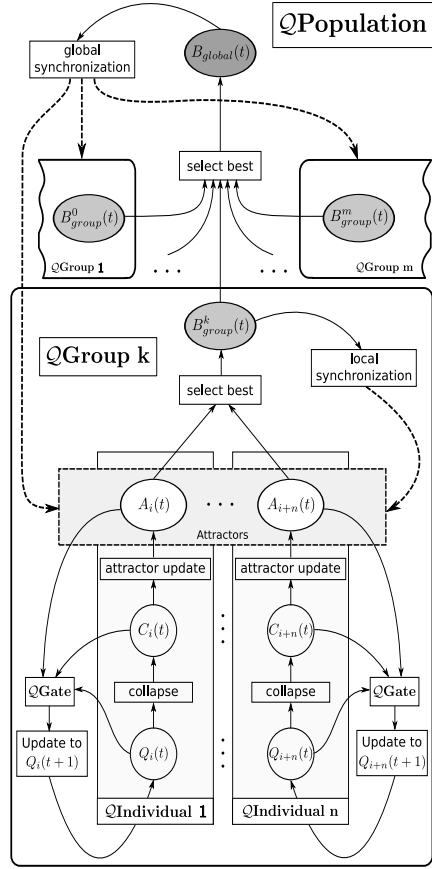 𝒬Population
global
synchronization
B_global(t)
select best
B^0_group(t)
𝒬Group 1
. . .
. . .
B^m_group(t)
𝒬Group m
B^k_group(t)
𝒬Group k
local
synchronization
select best
A_i(t)
. . .
A_{i+n}(t)
Attractors
attractor update
attractor update
C_i(t)
C_{i+n}(t)
𝒬Gate
collapse
collapse
𝒬Gate
Update to
Q_i(t+1)
Q_i(t)
Q_{i+n}(t)
Update to
Q_{i+n}(t+1)
𝒬Individual 1
𝒬Individual n